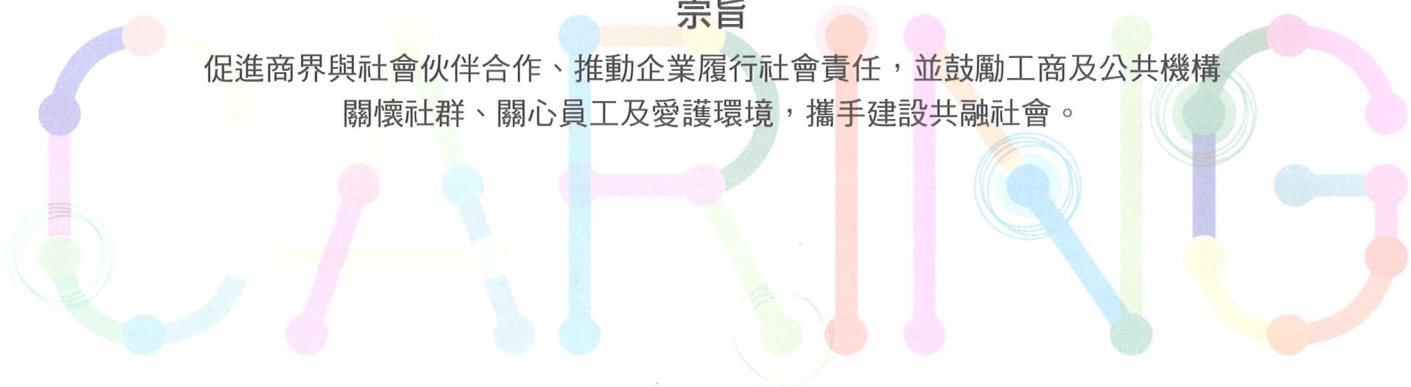 宗旨
促進商界與社會伙伴合作、推動企業履行社會責任，並鼓勵工商及公共機構
關懷社群、關心員工及愛護環境，攜手建設共融社會。
CARING